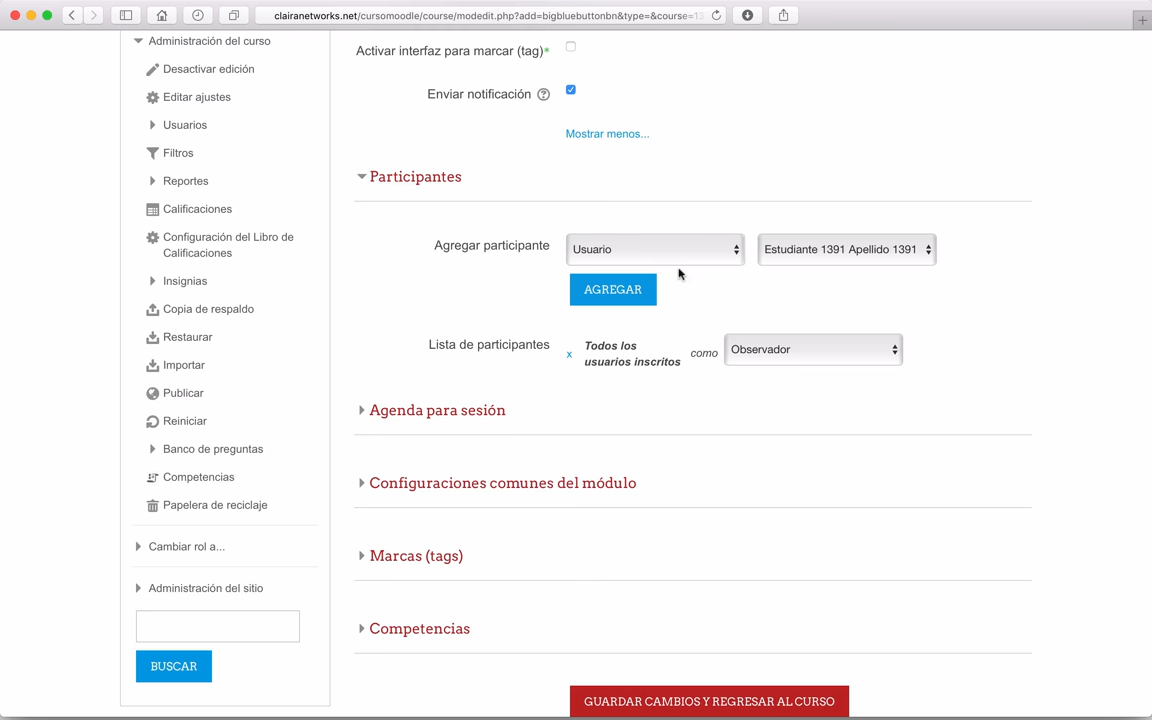 clairanetworks.net/cursomoodle/course/modedit.php?add=bigbluebuttonbn&type=&course=13
Administración del curso
Desactivar edición
Editar ajustes
Usuarios
Filtros
Reportes
Calificaciones
Configuración del Libro de
Calificaciones
Insignias
Copia de respaldo
Restaurar
Importar
Publicar
Reiniciar
Banco de preguntas
Competencias
Papelera de reciclaje
Cambiar rol a...
Administración del sitio
BUSCAR
Activar interfaz para marcar (tag)*
Enviar notificación
Mostrar menos...
Participantes
Agregar participante
Usuario
Estudiante 1391 Apellido 1391
AGREGAR
Lista de participantes
x
Todos los
usuarios inscritos
como
Observador
Agenda para sesión
Configuraciones comunes del módulo
Marcas (tags)
Competencias
GUARDAR CAMBIOS Y REGRESAR AL CURSO